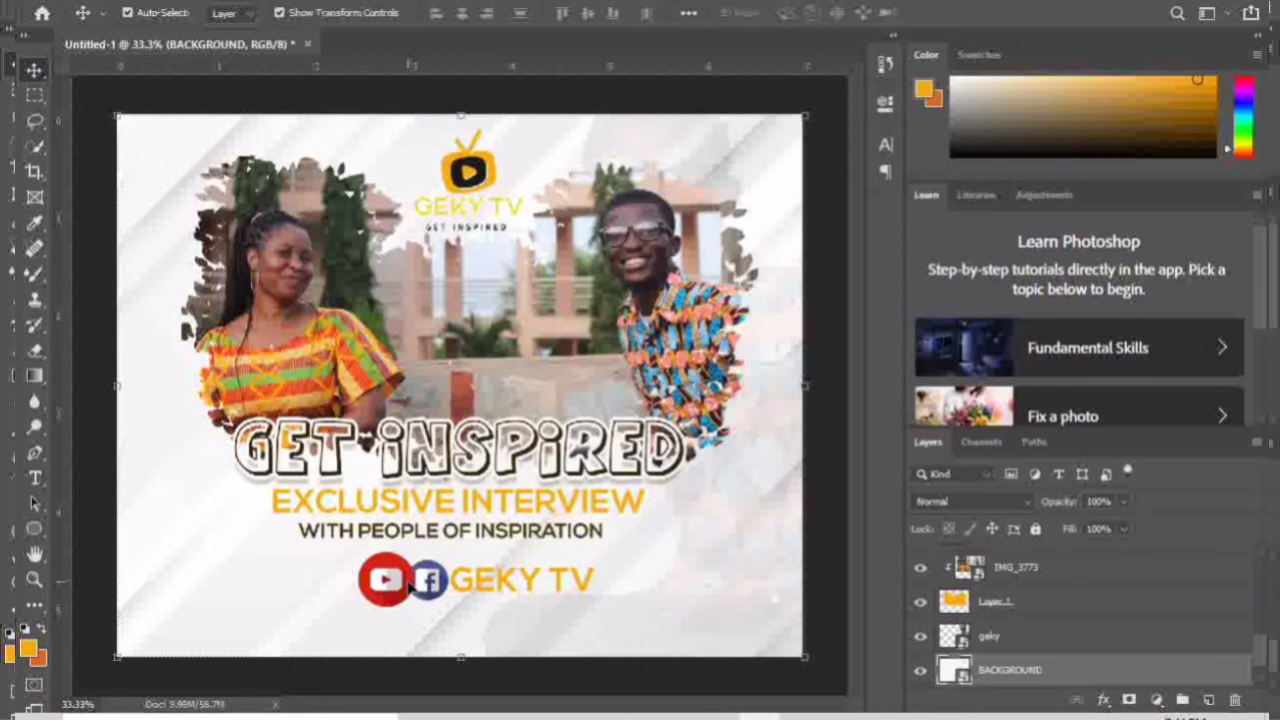 Auto-Select:
Layer
Show Transform Controls
Untitled-1 @ 33.3% (BACKGROUND, RGB/8) *
Color
Swatches
Learn
Libraries
Adjustments
Learn Photoshop
Step-by-step tutorials directly in the app. Pick a
topic below to begin.
Fundamental Skills
Fix a photo
GEKY TV
GET INSPIRED
GET iNSPiRED
EXCLUSIVE INTERVIEW
WITH PEOPLE OF INSPIRATION
GEKY TV
Layers
Channels
Paths
Kind
Normal
Opacity: 100%
Lock:
Fill: 100%
IMG_3773
Layer 1
geky
BACKGROUND
33.33%
Doc: 9.99M/58.7M